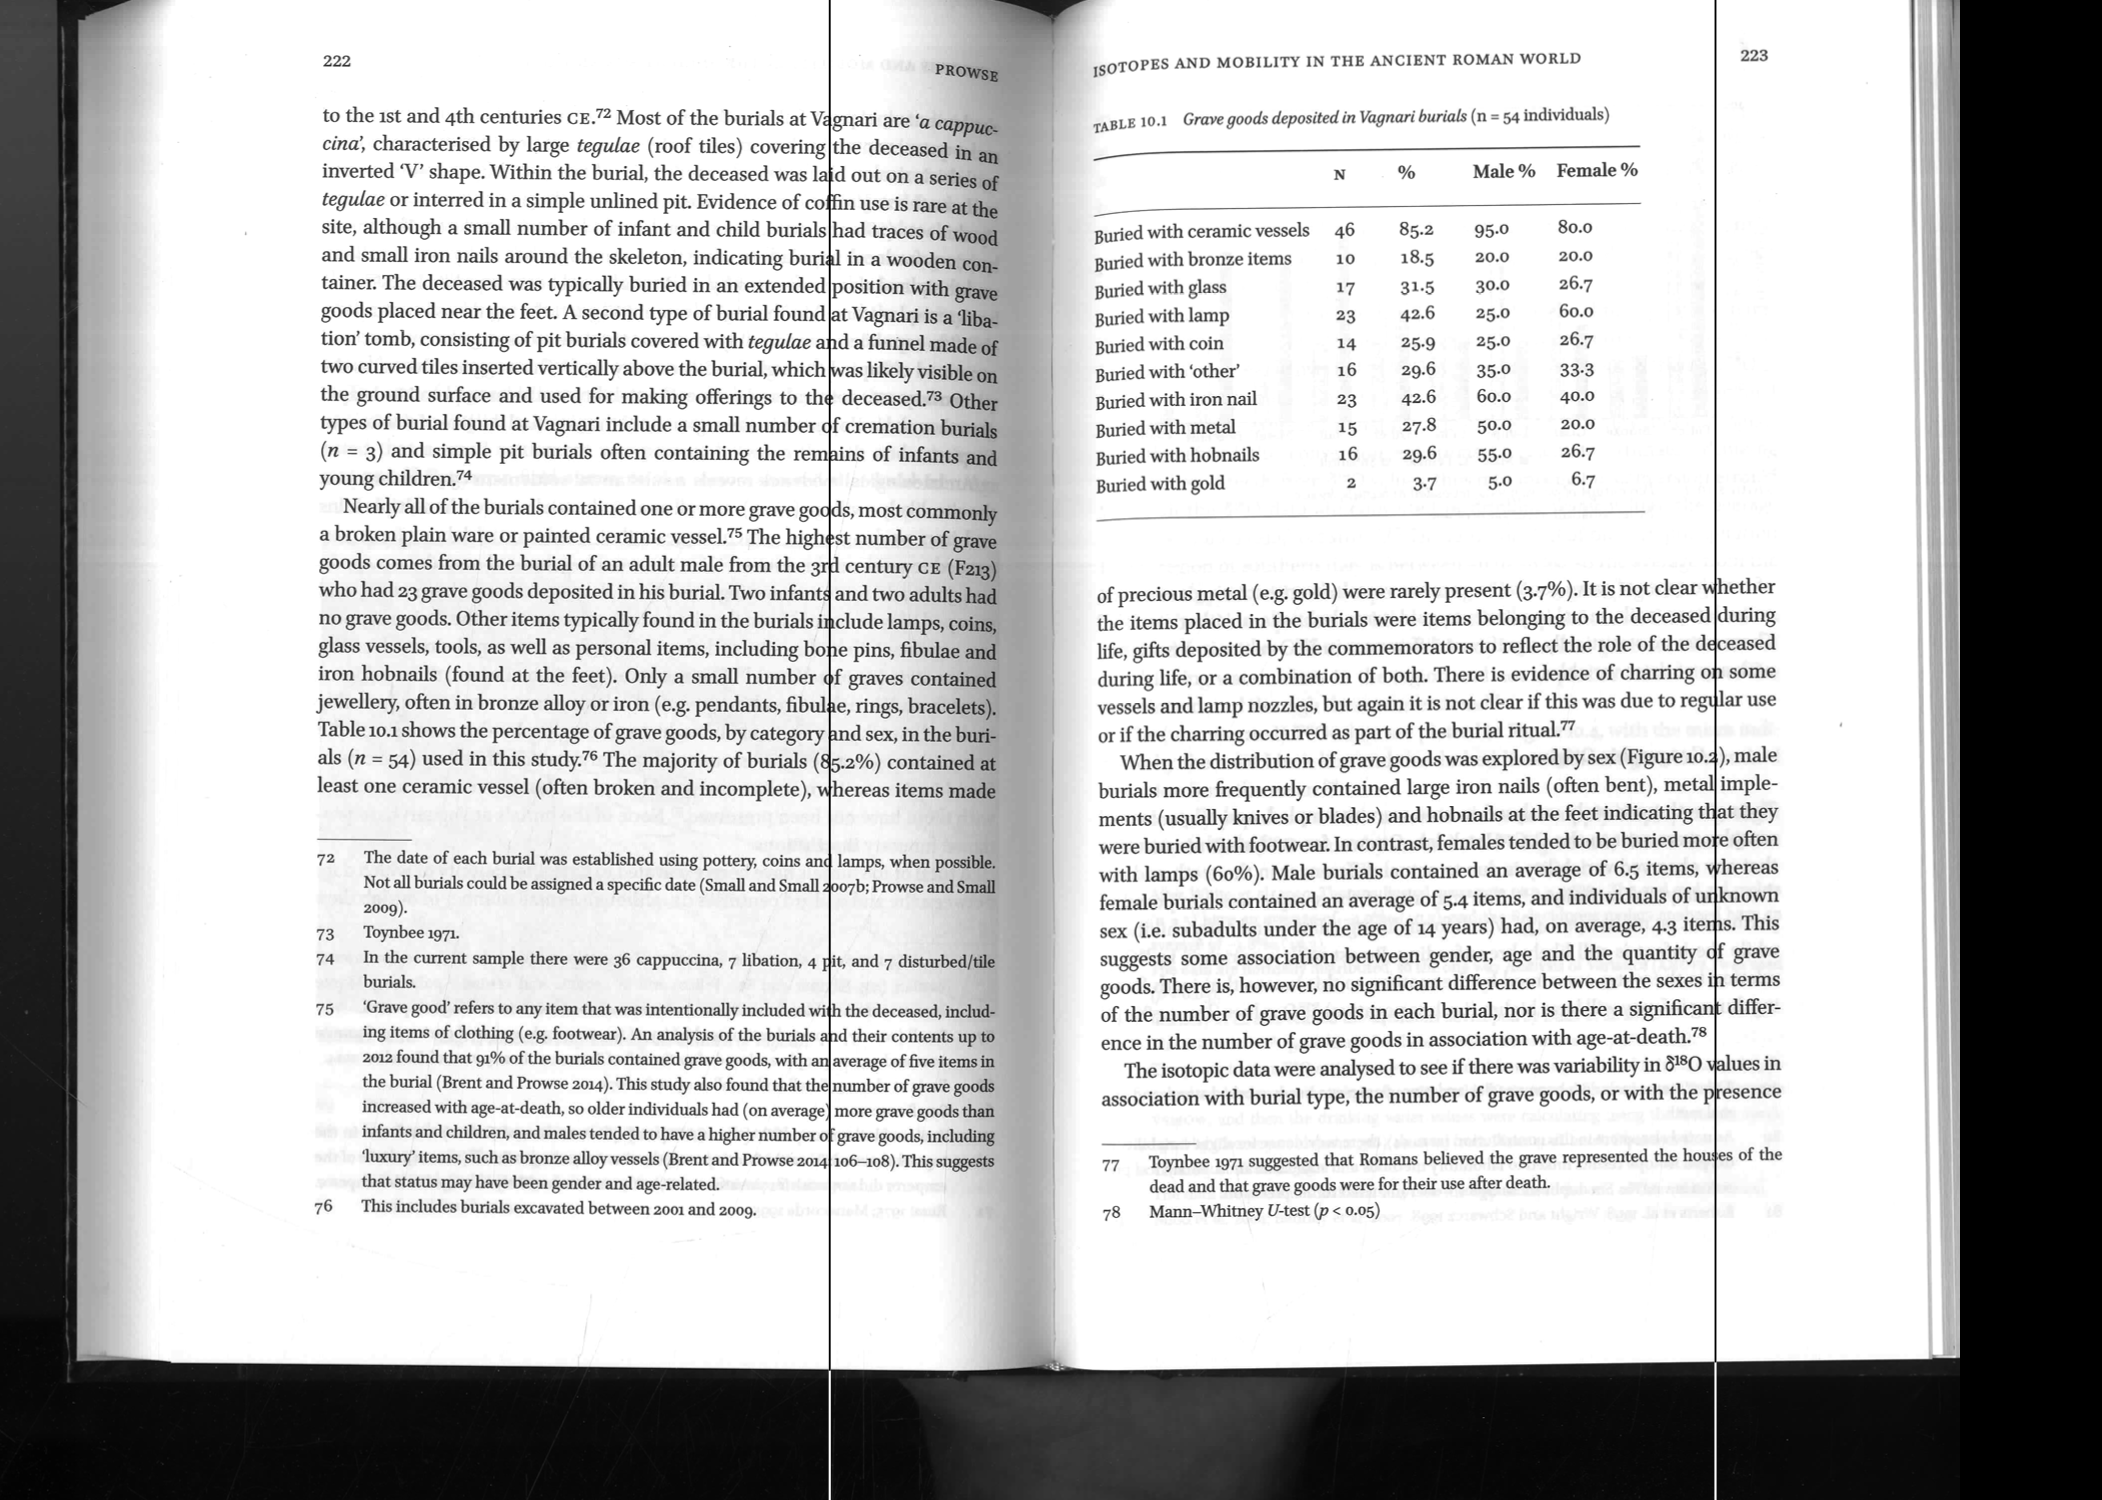 222
PROWSE
to the 1st and 4th centuries CE.72 Most of the burials at Vagnari are ‘a cappuc-
cina’, characterised by large tegulae (roof tiles) covering the deceased in an
inverted ‘V’ shape. Within the burial, the deceased was laid out on a series of
tegulae or interred in a simple unlined pit. Evidence of coffin use is rare at the
site, although a small number of infant and child burials had traces of wood
and small iron nails around the skeleton, indicating burial in a wooden con-
tainer. The deceased was typically buried in an extended position with grave
goods placed near the feet. A second type of burial found at Vagnari is a ‘liba-
tion’ tomb, consisting of pit burials covered with tegulae and a funnel made of
two curved tiles inserted vertically above the burial, which was likely visible on
the ground surface and used for making offerings to the deceased.73 Other
types of burial found at Vagnari include a small number of cremation burials
(n = 3) and simple pit burials often containing the remains of infants and
young children.74
Nearly all of the burials contained one or more grave goods, most commonly
a broken plain ware or painted ceramic vessel.75 The highest number of grave
goods comes from the burial of an adult male from the 3rd century CE (F213)
who had 23 grave goods deposited in his burial. Two infants and two adults had
no grave goods. Other items typically found in the burials include lamps, coins,
glass vessels, tools, as well as personal items, including bone pins, fibulae and
iron hobnails (found at the feet). Only a small number of graves contained
jewellery, often in bronze alloy or iron (e.g. pendants, fibulae, rings, bracelets).
Table 10.1 shows the percentage of grave goods, by category and sex, in the buri-
als (n = 54) used in this study.76 The majority of burials (85.2%) contained at
least one ceramic vessel (often broken and incomplete), whereas items made
72 The date of each burial was established using pottery, coins and lamps, when possible.
Not all burials could be assigned a specific date (Small and Small 2007b; Prowse and Small
2009).
73 Toynbee 1971.
74 In the current sample there were 36 cappuccina, 7 libation, 4 pit, and 7 disturbed/tile
burials.
75 ‘Grave good’ refers to any item that was intentionally included with the deceased, includ-
ing items of clothing (e.g. footwear). An analysis of the burials and their contents up to
2012 found that 91% of the burials contained grave goods, with an average of five items in
the burial (Brent and Prowse 2014). This study also found that the number of grave goods
increased with age-at-death, so older individuals had (on average) more grave goods than
infants and children, and males tended to have a higher number of grave goods, including
‘luxury’ items, such as bronze alloy vessels (Brent and Prowse 2014 106–108). This suggests
that status may have been gender and age-related.
76 This includes burials excavated between 2001 and 2009.
ISOTOPES AND MOBILITY IN THE ANCIENT ROMAN WORLD
223
TABLE 10.1 Grave goods deposited in Vagnari burials (n = 54 individuals)
N % Male % Female %
Buried with ceramic vessels 46 85.2 95.0 80.0
Buried with bronze items 10 18.5 20.0 20.0
Buried with glass 17 31.5 30.0 26.7
Buried with lamp 23 42.6 25.0 60.0
Buried with coin 14 25.9 25.0 26.7
Buried with ‘other’ 16 29.6 35.0 33.3
Buried with iron nail 23 42.6 60.0 40.0
Buried with metal 15 27.8 50.0 20.0
Buried with hobnails 16 29.6 55.0 26.7
Buried with gold 2 3.7 5.0 6.7
of precious metal (e.g. gold) were rarely present (3.7%). It is not clear whether
the items placed in the burials were items belonging to the deceased during
life, gifts deposited by the commemorators to reflect the role of the deceased
during life, or a combination of both. There is evidence of charring on some
vessels and lamp nozzles, but again it is not clear if this was due to regular use
or if the charring occurred as part of the burial ritual.77
When the distribution of grave goods was explored by sex (Figure 10.2), male
burials more frequently contained large iron nails (often bent), metal imple-
ments (usually knives or blades) and hobnails at the feet indicating that they
were buried with footwear. In contrast, females tended to be buried more often
with lamps (60%). Male burials contained an average of 6.5 items, whereas
female burials contained an average of 5.4 items, and individuals of unknown
sex (i.e. subadults under the age of 14 years) had, on average, 4.3 items. This
suggests some association between gender, age and the quantity of grave
goods. There is, however, no significant difference between the sexes in terms
of the number of grave goods in each burial, nor is there a significant differ-
ence in the number of grave goods in association with age-at-death.78
The isotopic data were analysed to see if there was variability in δ18O values in
association with burial type, the number of grave goods, or with the presence
77 Toynbee 1971 suggested that Romans believed the grave represented the houses of the
dead and that grave goods were for their use after death.
78 Mann–Whitney U-test (p < 0.05)